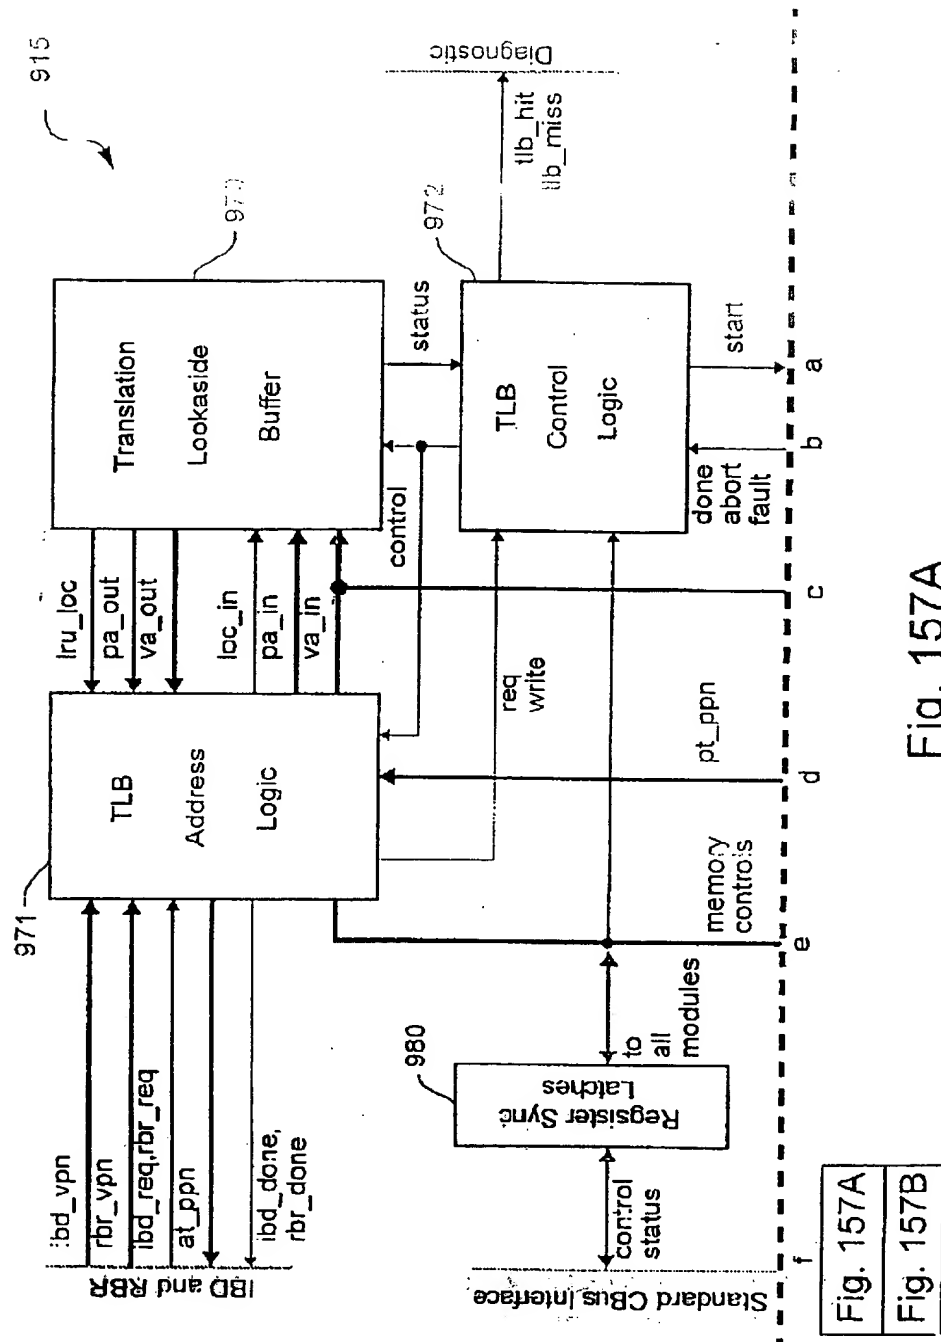 915
IBD and RBR
ibd_vpn
rbr_vpn
ibd_req,rbr_req
at_ppn
ibd_done,
rbr_done
971
TLB
Address
Logic
lru_loc
pa_out
va_out
loc_in
pa_in
va_in
970
Translation
Lookaside
Buffer
control
status
req
write
972
TLB
Control
Logic
tlb_hit
tlb_miss
Diagnostic
Standard CBus Interface
control
status
980
Regsister Sync
Latches
to
all
modules
memory
controls
pt_ppn
done
abort
fault
start
f
e
d
c
b
a
Fig. 157A
Fig. 157B
Fig. 157A